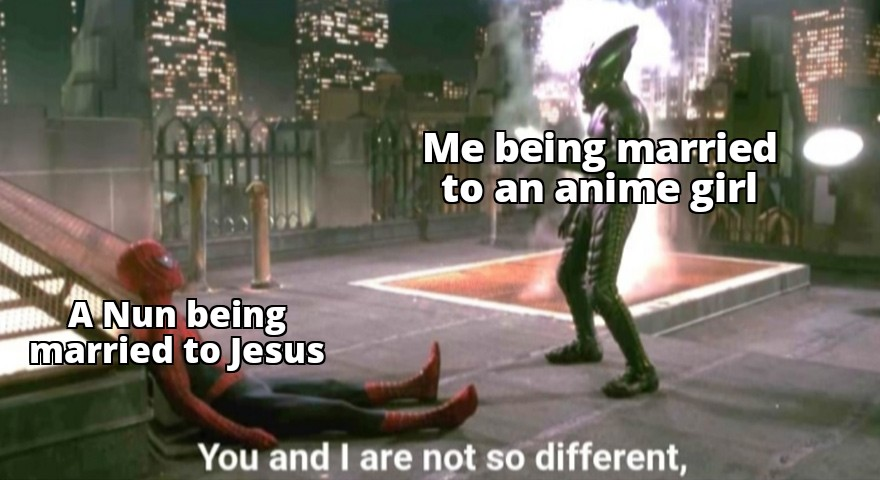 Me being married
to an anime girl
A Nun being
married to Jesus
You and I are not so different,